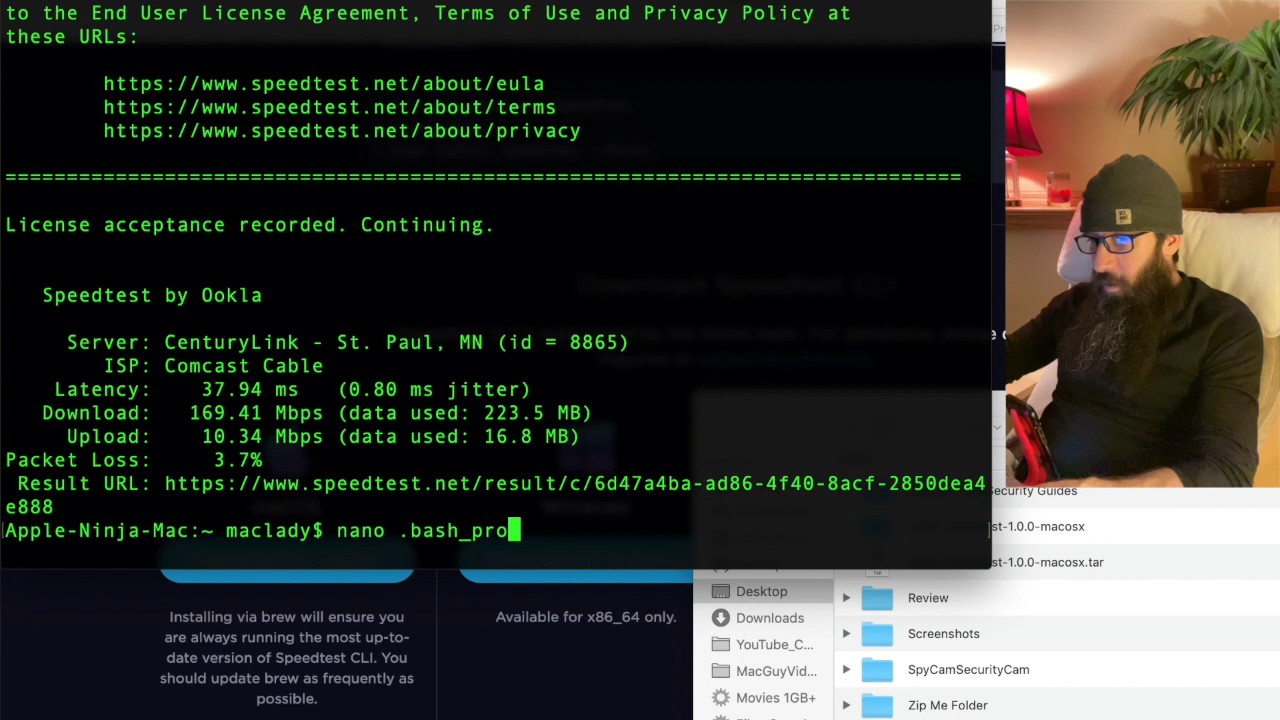 to the End User License Agreement, Terms of Use and Privacy Policy at
these URLs:
https://www.speedtest.net/about/eula
https://www.speedtest.net/about/terms
https://www.speedtest.net/about/privacy
==============================================================================
License acceptance recorded. Continuing.
Speedtest by Ookla
Server: CenturyLink - St. Paul, MN (id = 8865)
ISP: Comcast Cable
Latency: 37.94 ms (0.80 ms jitter)
Download: 169.41 Mbps (data used: 223.5 MB)
Upload: 10.34 Mbps (data used: 16.8 MB)
Packet Loss: 3.7%
Result URL: https://www.speedtest.net/result/c/6d47a4ba-ad86-4f40-8acf-2850dea4
e888
Apple-Ninja-Mac:~ maclady$ nano .bash_pro
Installing via brew will ensure you
are always running the most up-to-
date version of Speedtest CLI. You
should update brew as frequently as
possible.
Available for x86_64 only.
Desktop
Downloads
YouTube_C...
MacGuyVid...
Movies 1GB+
ecurity Guides
st-1.0.0-macosx
st-1.0.0-macosx.tar
Review
Screenshots
SpyCamSecurityCam
Zip Me Folder